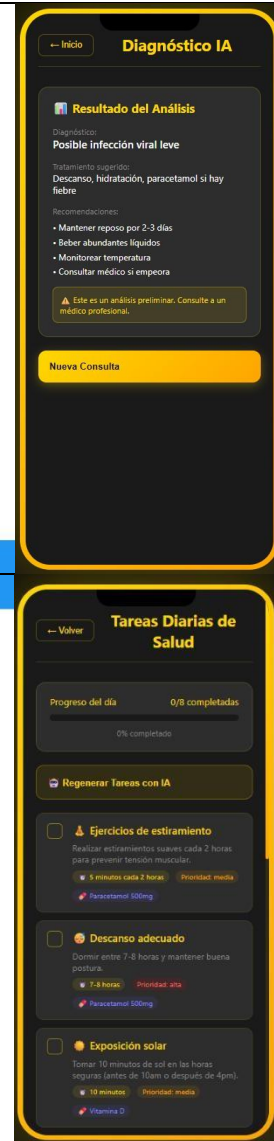 ← Inicio
Diagnóstico IA
Resultado del Análisis
Diagnóstico:
Posible infección viral leve
Tratamiento sugerido:
Descanso, hidratación, paracetamol si hay
fiebre
Recomendaciones:
• Mantener reposo por 2-3 días
• Beber abundantes líquidos
• Monitorear temperatura
• Consultar médico si empeora
Este es un análisis preliminar. Consulte a un
médico profesional.
Nueva Consulta
← Volver
Tareas Diarias de
Salud
Progreso del día
0/8 completadas
0% completado
Regenerar Tareas con IA
Ejercicios de estiramiento
Realizar estiramientos suaves cada 2 horas
para prevenir tensión muscular.
5 minutos cada 2 horas
Prioridad: media
Paracetamol 500mg
Descanso adecuado
Dormir entre 7-8 horas y mantener buena
postura.
7-8 horas
Prioridad: alta
Paracetamol 500mg
Exposición solar
Tomar 10 minutos de sol en las horas
seguras (antes de 10am o después de 4pm).
10 minutos
Prioridad: media
Vitamina D